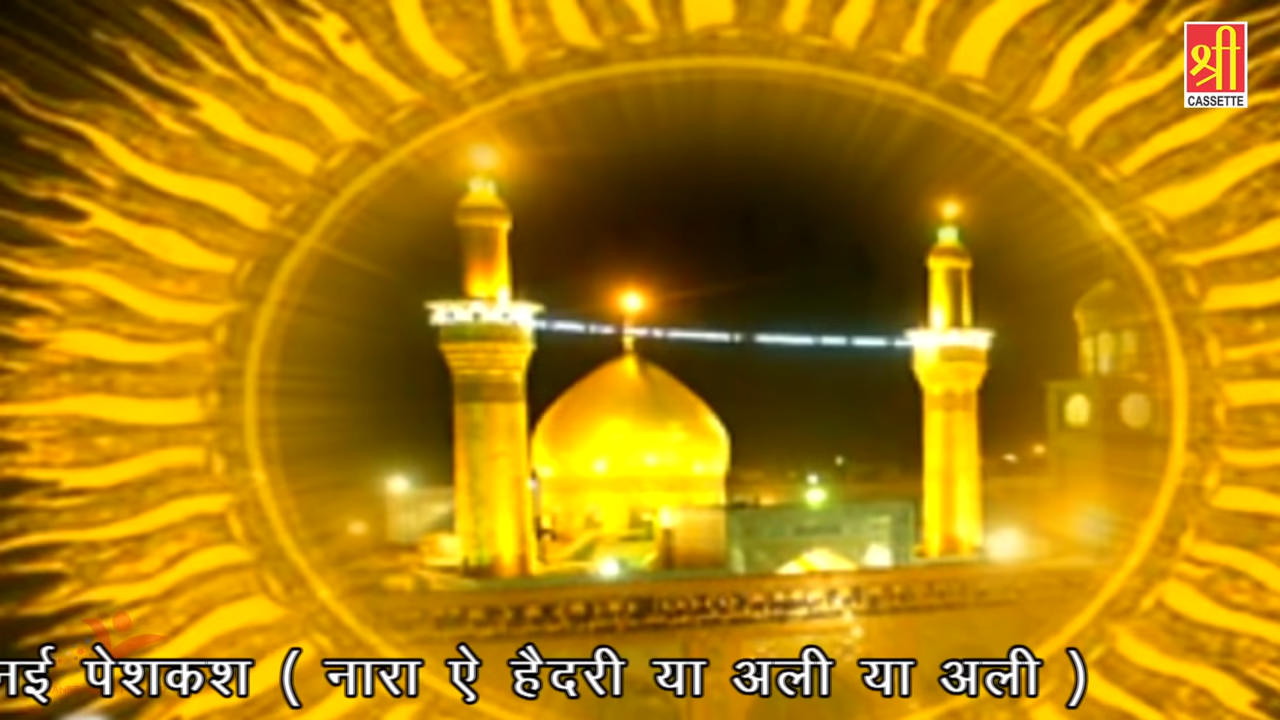 श्री
CASSETTE
नई पेशकश ( नारा ऐ हैदरी या अली या अली )